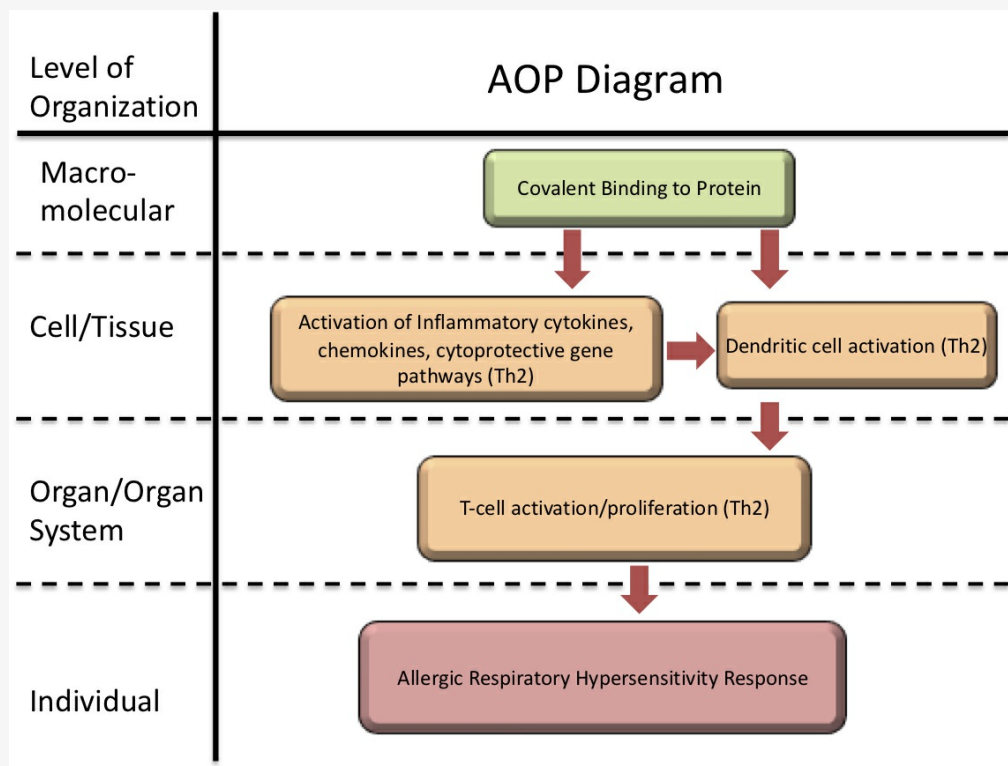 Level of
Organization
AOP Diagram
Macro-
molecular
Covalent Binding to Protein
Cell/Tissue
Activation of Inflammatory cytokines,
chemokines, cytoprotective gene
pathways (Th2)
Dendritic cell activation (Th2)
Organ/Organ
System
T-cell activation/proliferation (Th2)
Individual
Allergic Respiratory Hypersensitivity Response